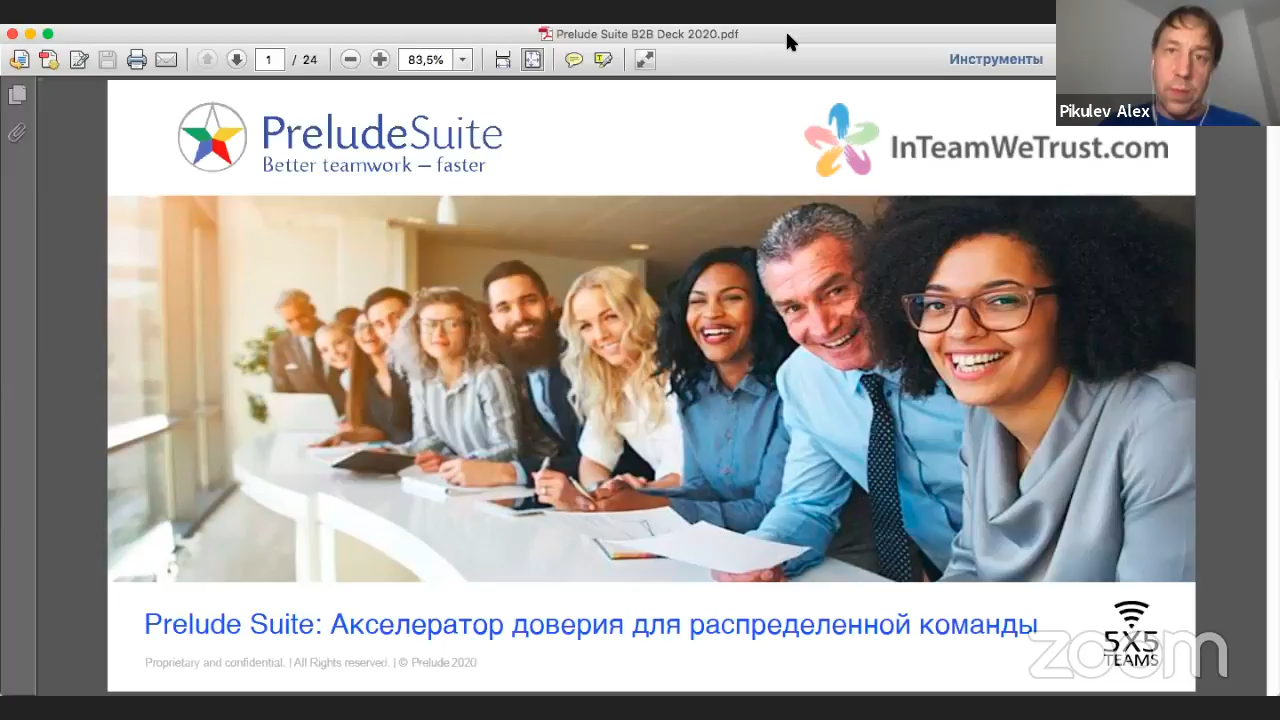 Prelude Suite B2B Deck 2020.pdf
1 / 24
83,5%
Инструменты
Pikulev Alex
PreludeSuite
Better teamwork – faster
InTeamWeTrust.com
Prelude Suite: Акселератор доверия для распределенной команды
Proprietary and confidential. | All Rights reserved. | © Prelude 2020
5X5
TEAMS
zoom